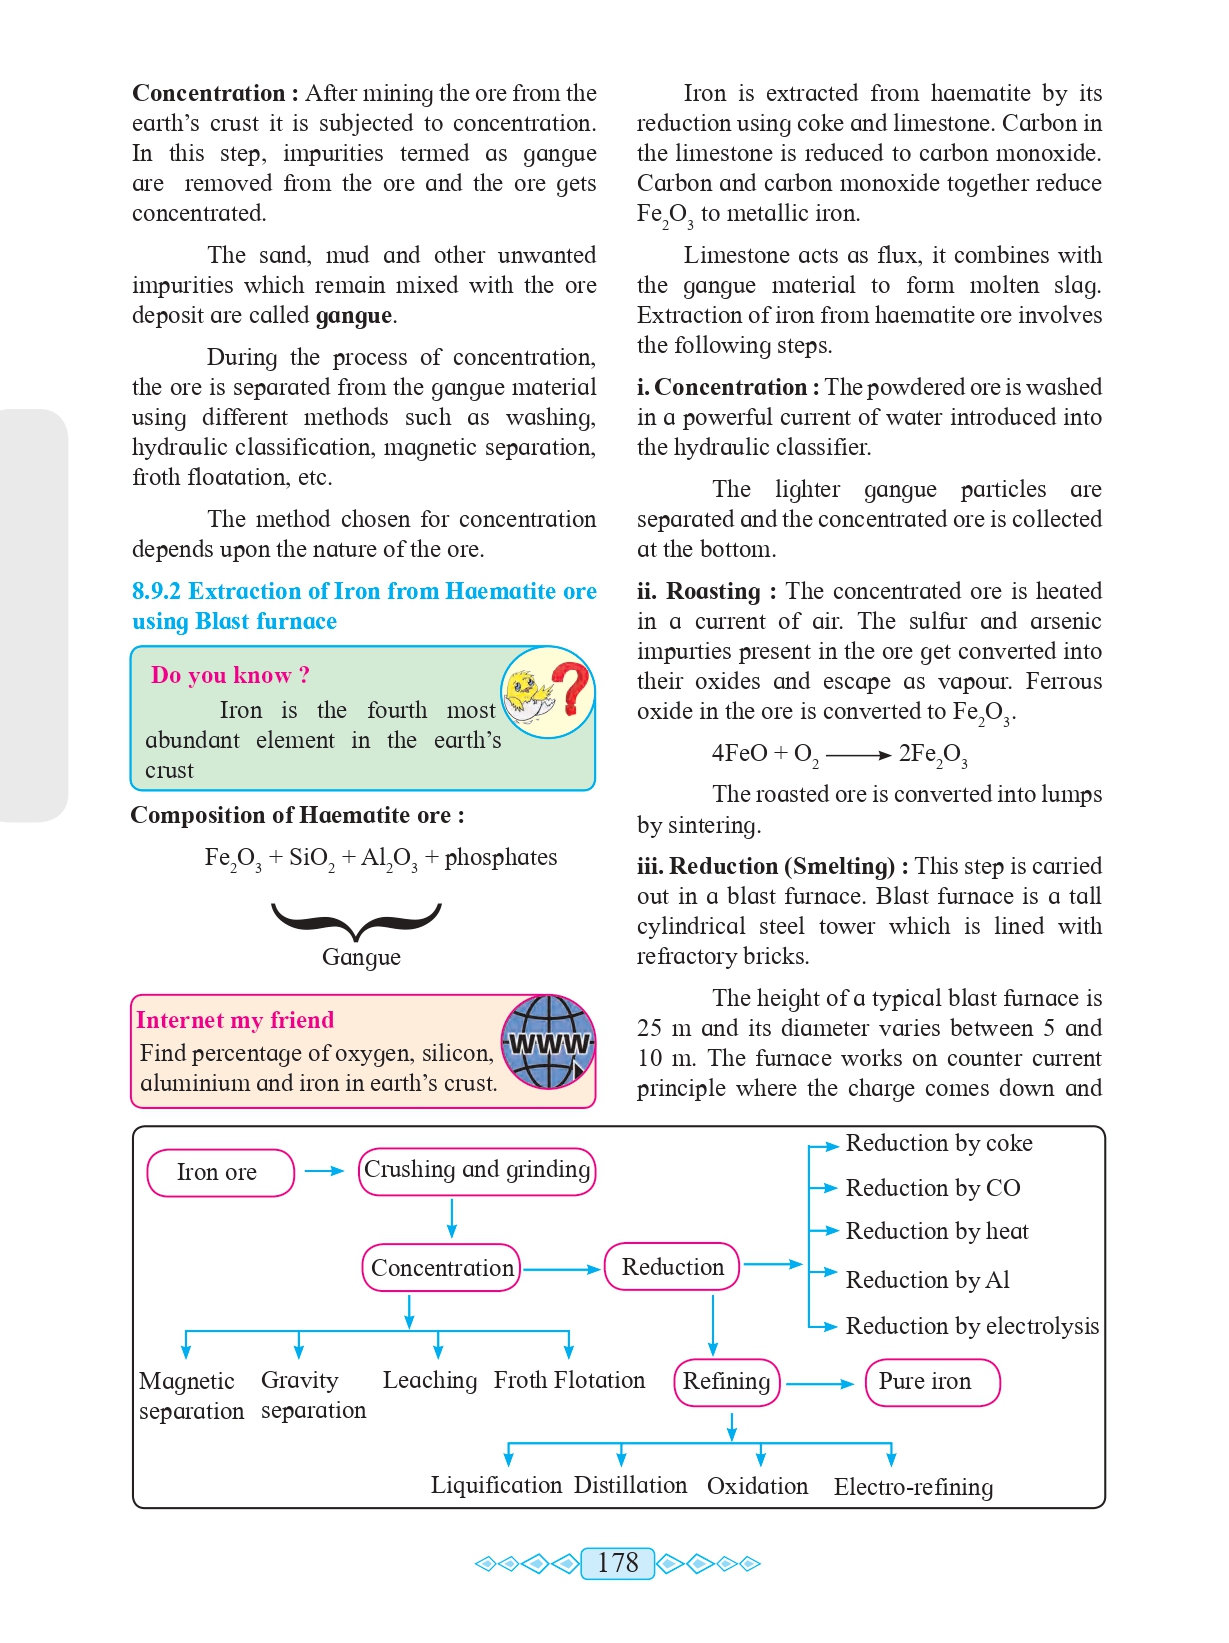 Concentration : After mining the ore from the
earth’s crust it is subjected to concentration.
In this step, impurities termed as gangue
are removed from the ore and the ore gets
concentrated.
The sand, mud and other unwanted
impurities which remain mixed with the ore
deposit are called gangue.
During the process of concentration,
the ore is separated from the gangue material
using different methods such as washing,
hydraulic classification, magnetic separation,
froth floatation, etc.
The method chosen for concentration
depends upon the nature of the ore.
8.9.2 Extraction of Iron from Haematite ore
using Blast furnace
Do you know ?
Iron is the fourth most
abundant element in the earth’s
crust
Composition of Haematite ore :
Fe₂O₃ + SiO₂ + Al₂O₃ + phosphates
Gangue
Internet my friend
Find percentage of oxygen, silicon,
aluminium and iron in earth’s crust.
WWW
Iron is extracted from haematite by its
reduction using coke and limestone. Carbon in
the limestone is reduced to carbon monoxide.
Carbon and carbon monoxide together reduce
Fe₂O₃ to metallic iron.
Limestone acts as flux, it combines with
the gangue material to form molten slag.
Extraction of iron from haematite ore involves
the following steps.
i. Concentration : The powdered ore is washed
in a powerful current of water introduced into
the hydraulic classifier.
The lighter gangue particles are
separated and the concentrated ore is collected
at the bottom.
ii. Roasting : The concentrated ore is heated
in a current of air. The sulfur and arsenic
impurties present in the ore get converted into
their oxides and escape as vapour. Ferrous
oxide in the ore is converted to Fe₂O₃.
4FeO + O₂ ⟶ 2Fe₂O₃
The roasted ore is converted into lumps
by sintering.
iii. Reduction (Smelting) : This step is carried
out in a blast furnace. Blast furnace is a tall
cylindrical steel tower which is lined with
refractory bricks.
The height of a typical blast furnace is
25 m and its diameter varies between 5 and
10 m. The furnace works on counter current
principle where the charge comes down and
Iron ore
Crushing and grinding
Reduction by coke
Reduction by CO
Reduction by heat
Concentration
Reduction
Reduction by Al
Reduction by electrolysis
Magnetic
separation
Gravity
separation
Leaching
Froth Flotation
Refining
Pure iron
Liquification
Distillation
Oxidation
Electro-refining
178